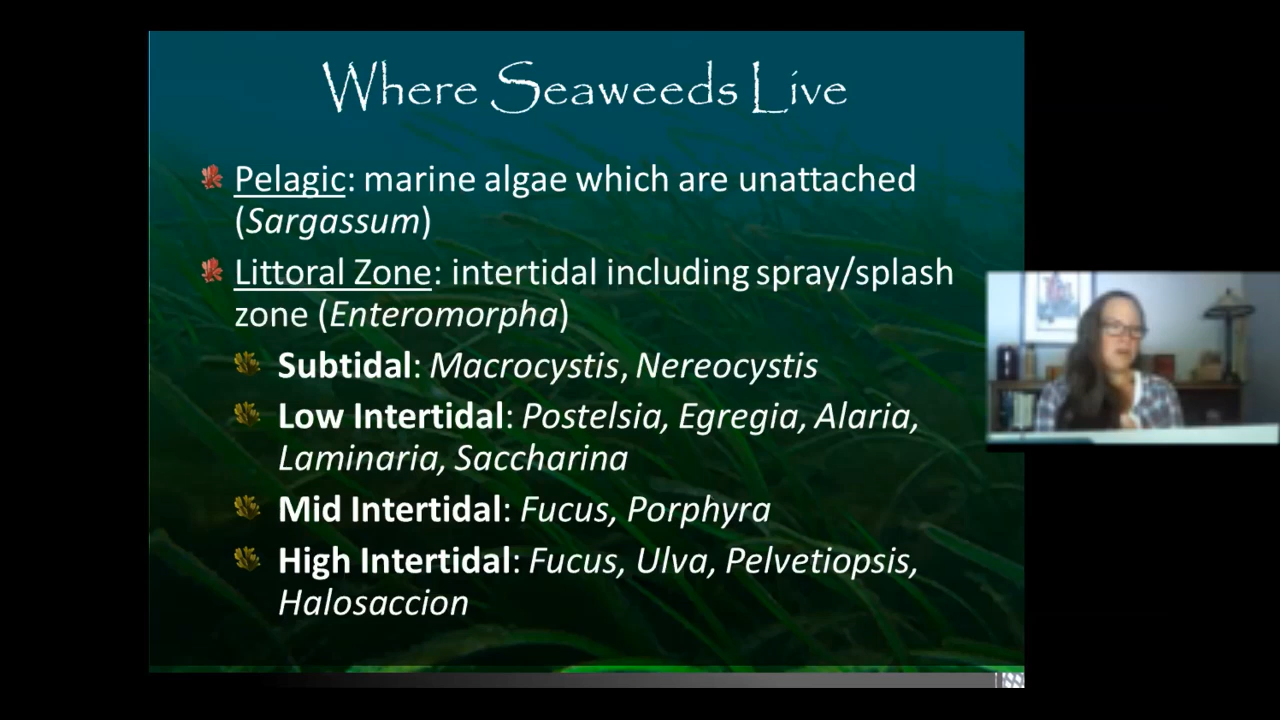 Where Seaweeds Live
Pelagic: marine algae which are unattached
(Sargassum)
Littoral Zone: intertidal including spray/splash
zone (Enteromorpha)
Subtidal: Macrocystis, Nereocystis
Low Intertidal: Postelsia, Egregia, Alaria,
Laminaria, Saccharina
Mid Intertidal: Fucus, Porphyra
High Intertidal: Fucus, Ulva, Pelvetiopsis,
Halosaccion